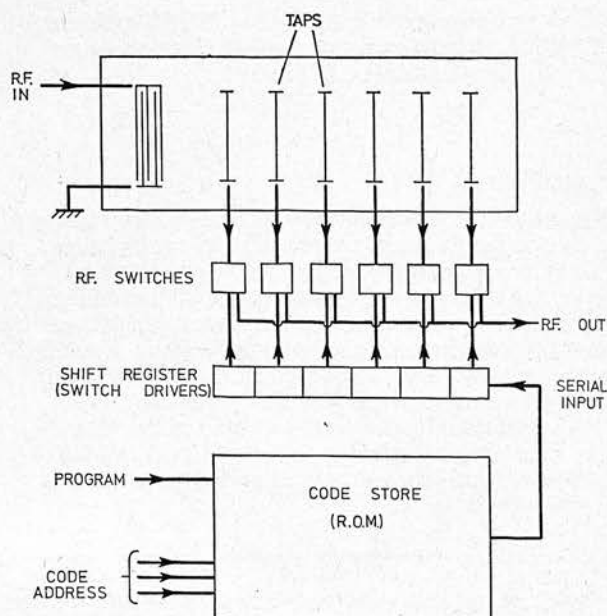 TAPS
R.F.
IN
R.F. SWITCHES
R.F. OUT
SHIFT REGISTER
(SWITCH DRIVERS)
SERIAL
INPUT
PROGRAM
CODE STORE
(R.O.M.)
CODE
ADDRESS